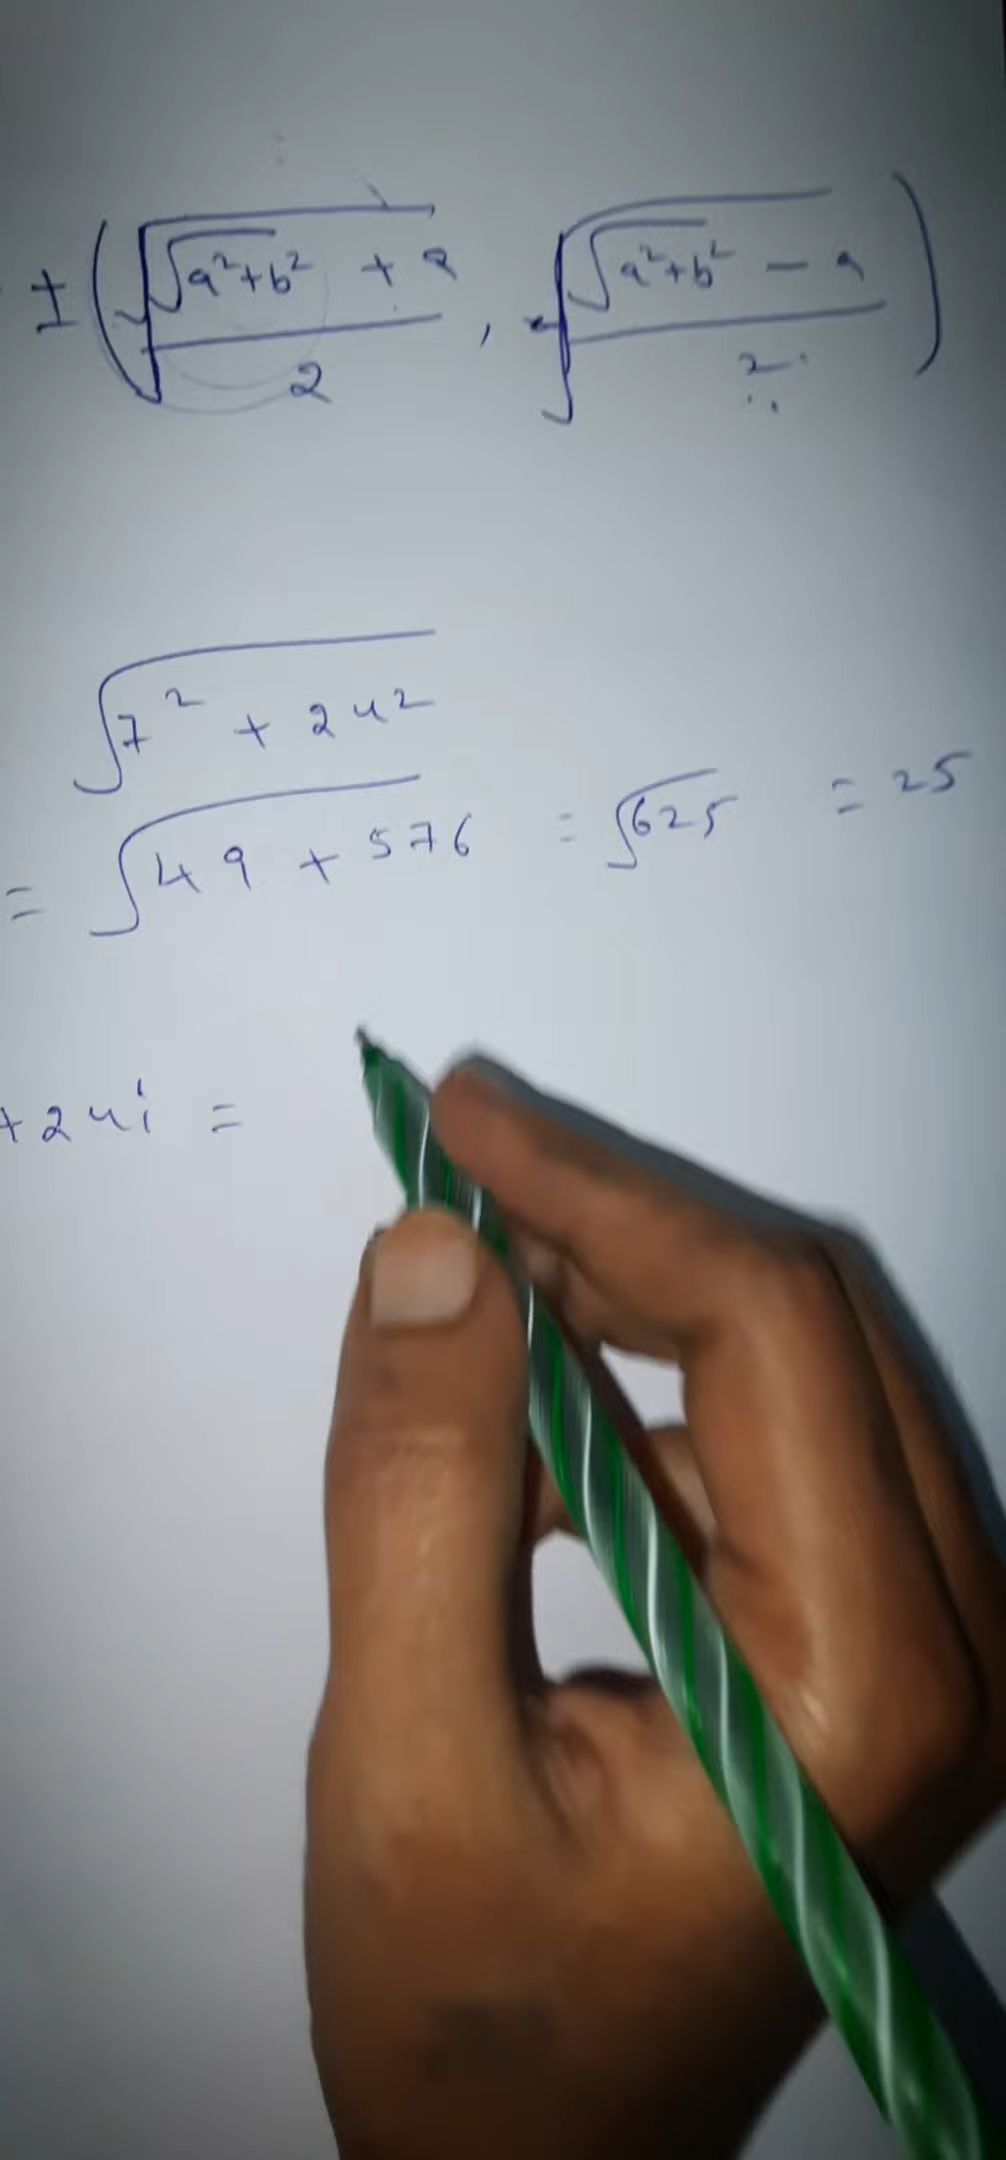 ± ( √((√(a²+b²) + a)/2) , √((√(a²+b²) - a)/2) )
√(7² + 24²)
= √(49 + 576) = √625 = 25
+24i =